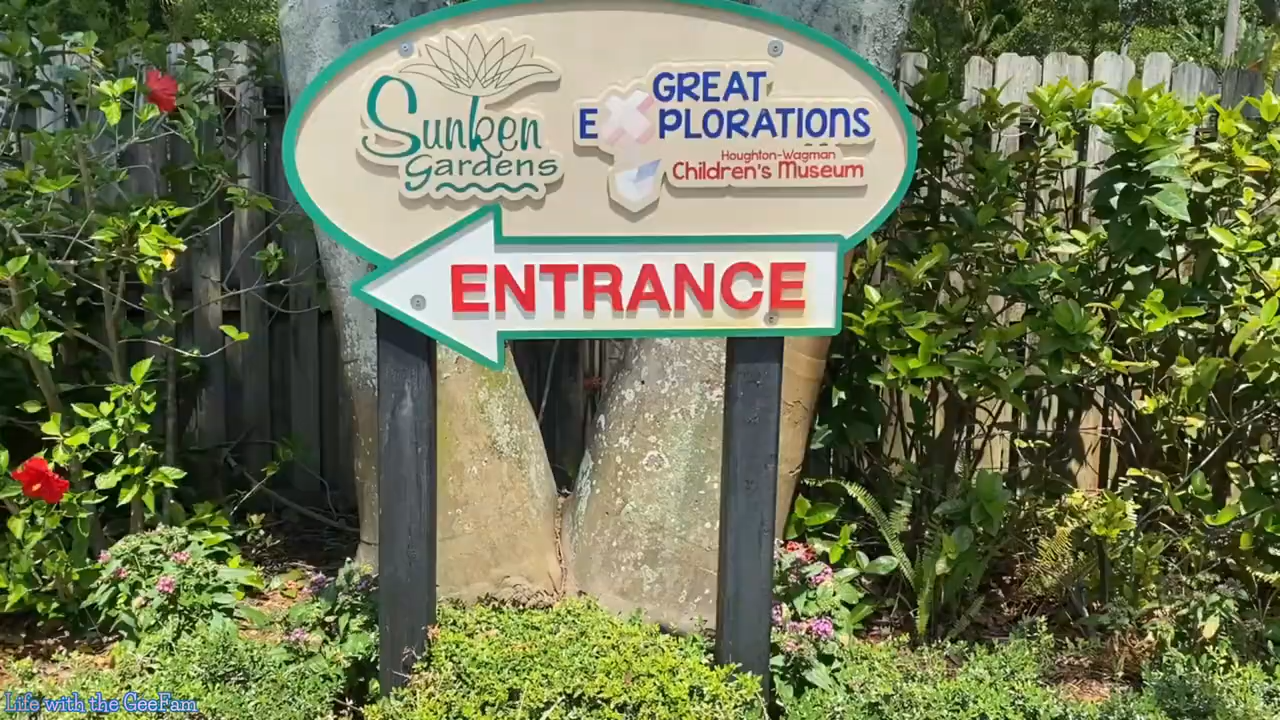 Sunken
Gardens
GREAT
EXPLORATIONS
Houghton-Wagman
Children's Museum
ENTRANCE
Life with the GeeFam